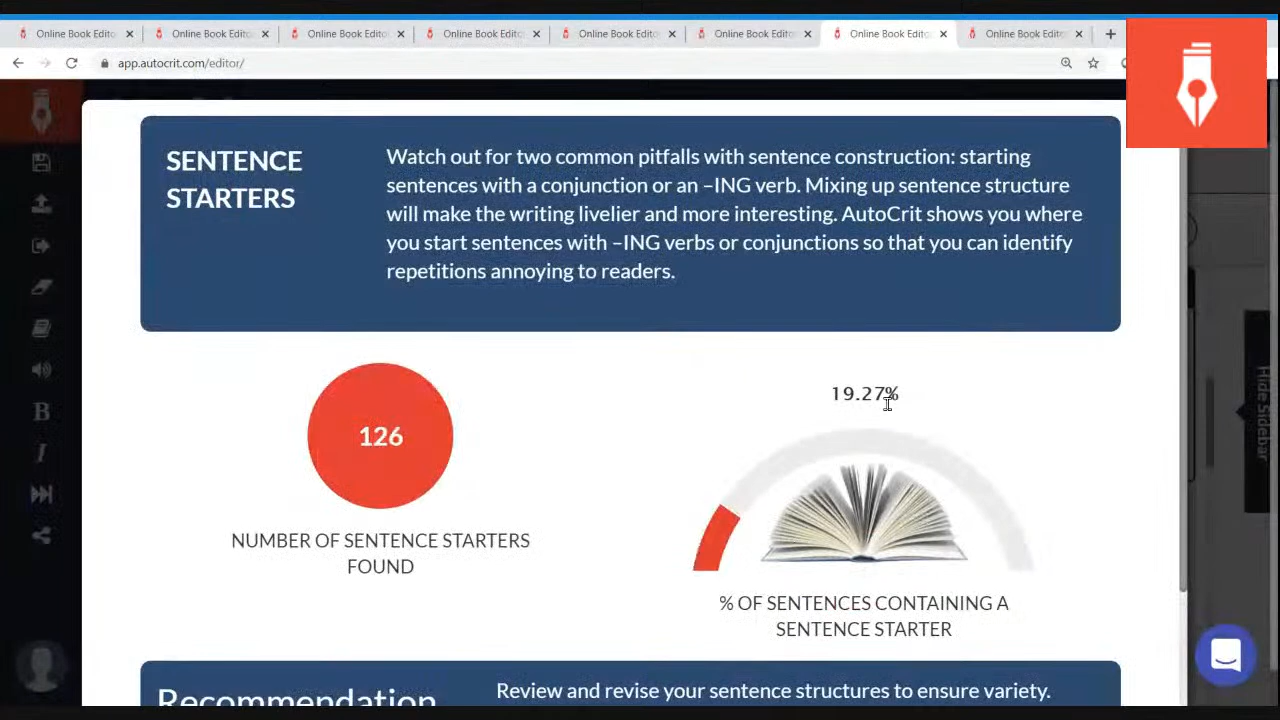 Online Book Edito
Online Book Edito
Online Book Edito
Online Book Edito
Online Book Edito
Online Book Edito
Online Book Edito
Online Book Edito
app.autocrit.com/editor/
SENTENCE
STARTERS
Watch out for two common pitfalls with sentence construction: starting
sentences with a conjunction or an –ING verb. Mixing up sentence structure
will make the writing livelier and more interesting. AutoCrit shows you where
you start sentences with –ING verbs or conjunctions so that you can identify
repetitions annoying to readers.
126
NUMBER OF SENTENCE STARTERS
FOUND
19.27%
% OF SENTENCES CONTAINING A
SENTENCE STARTER
Recommendation
Review and revise your sentence structures to ensure variety.
B
I
Hide Sidebar